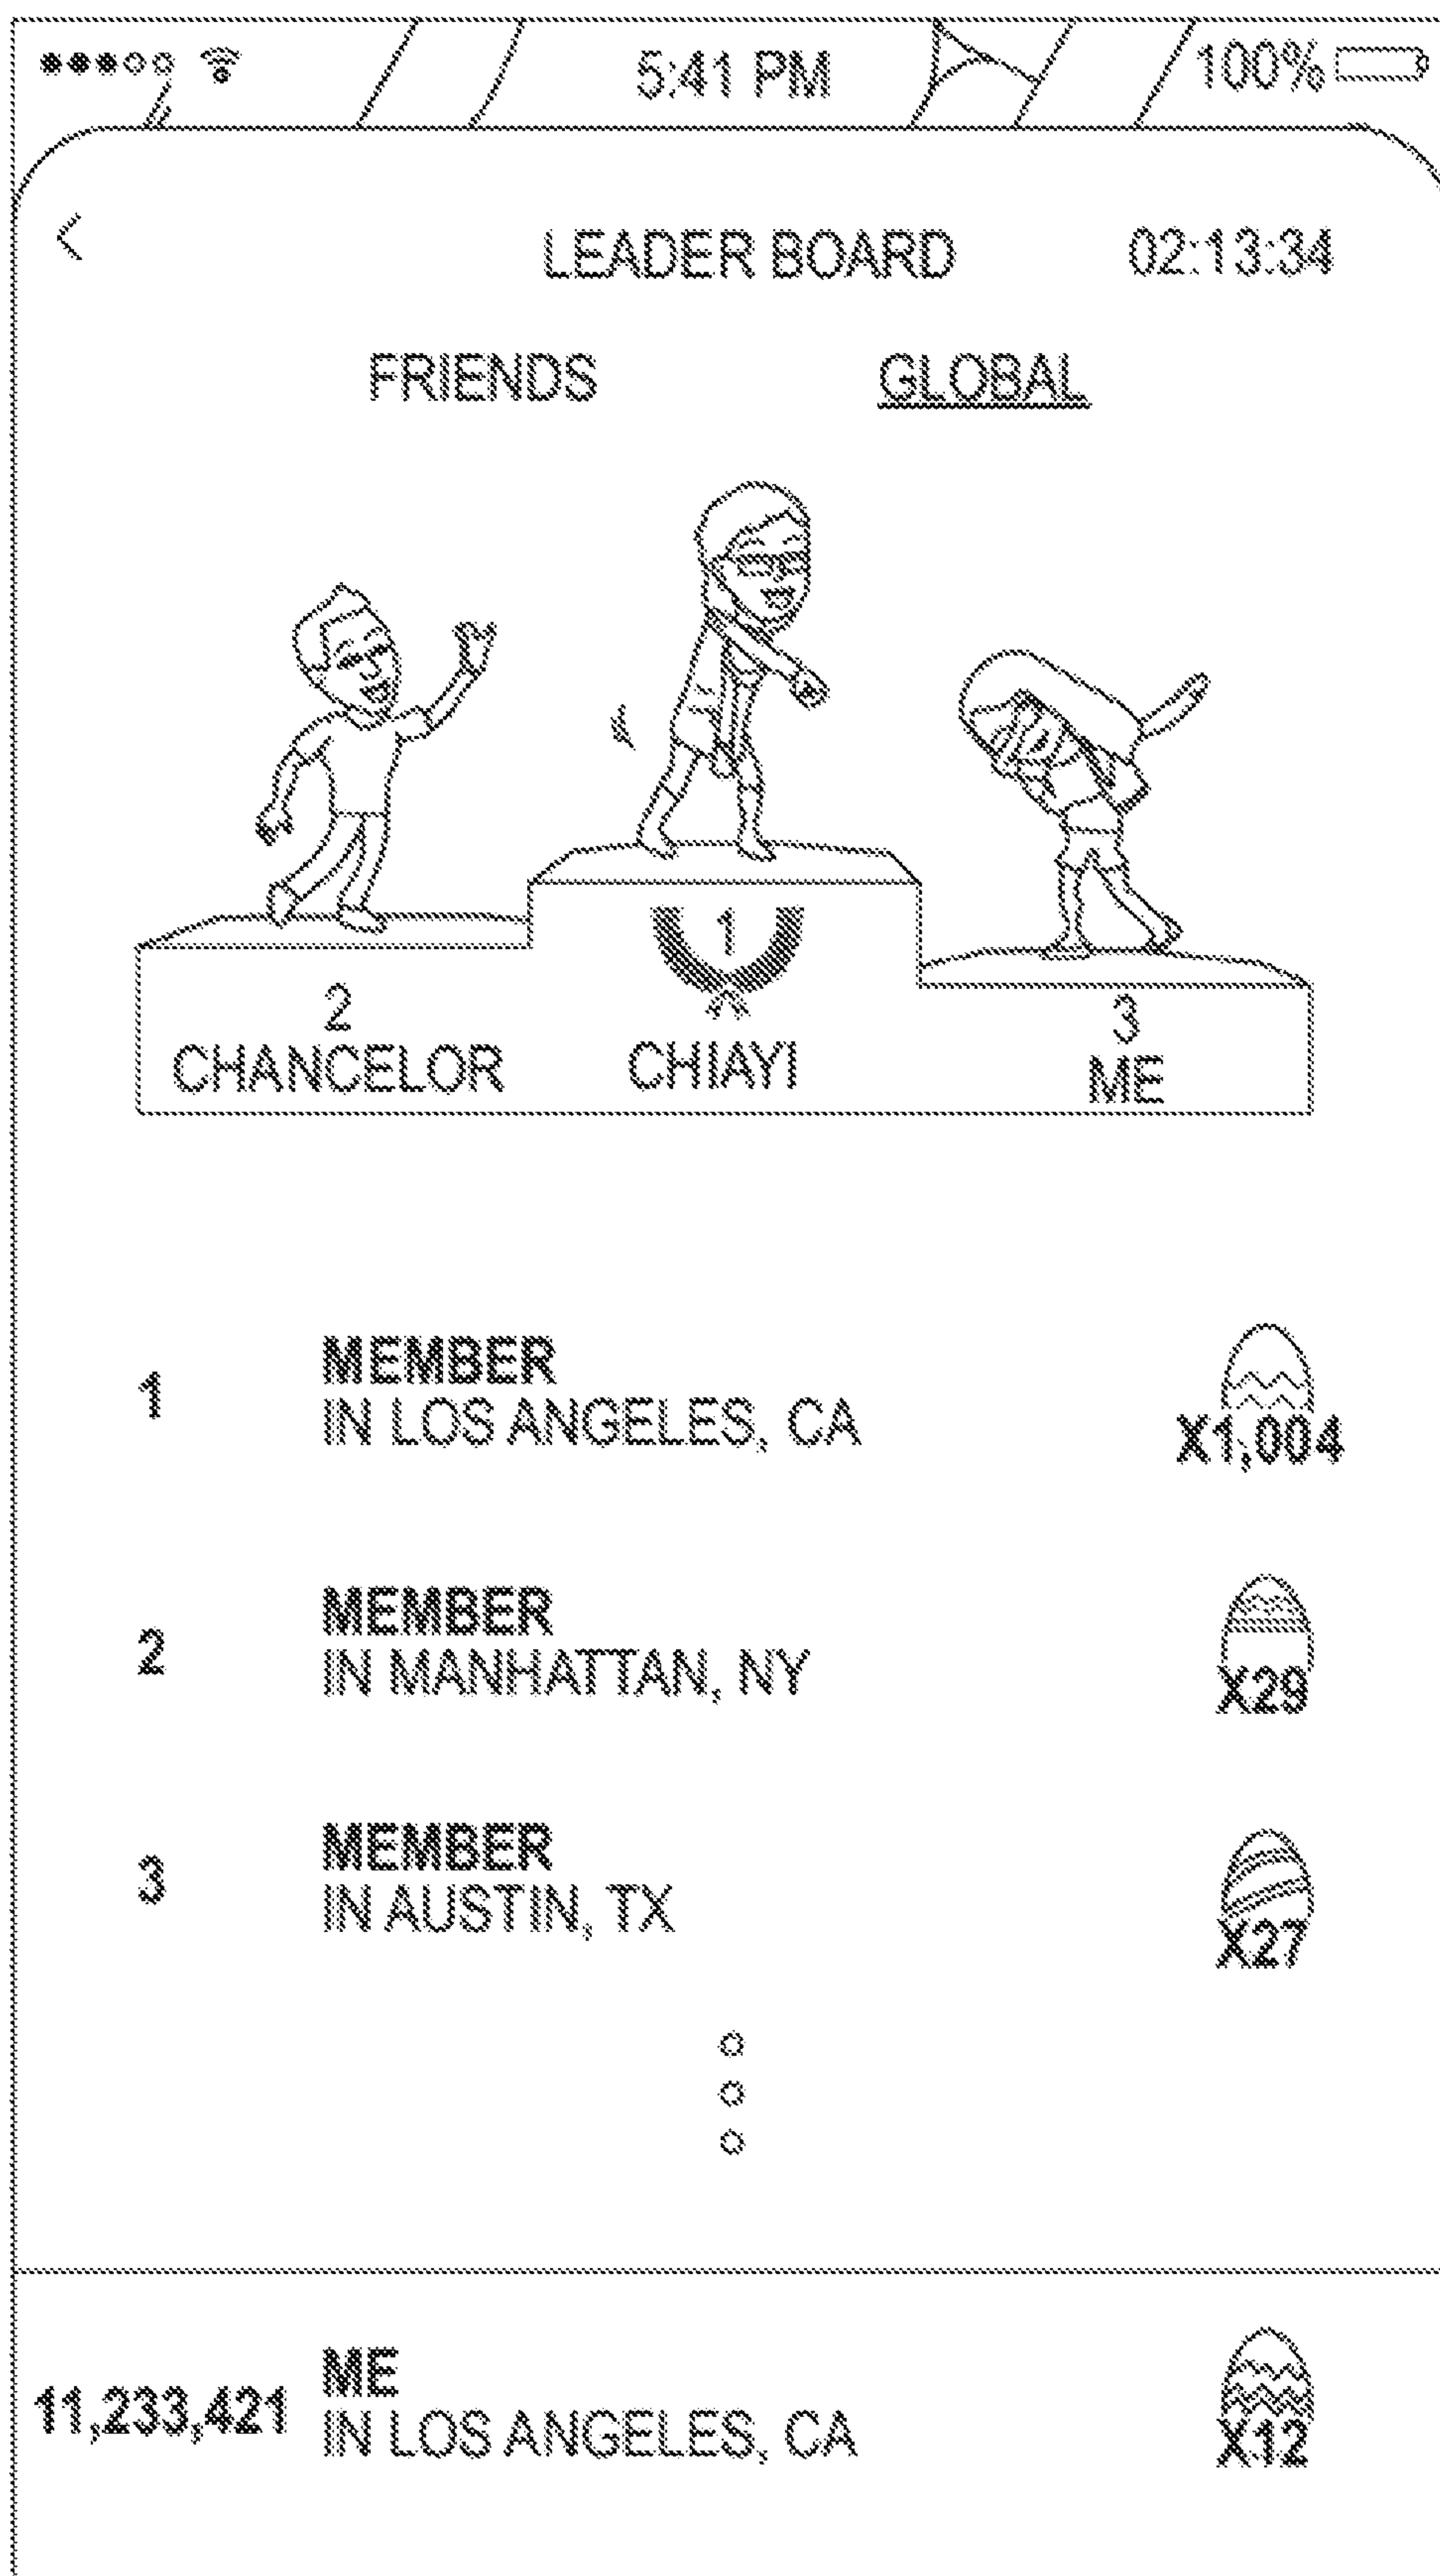 5:41 PM 100%
LEADER BOARD 02:13:34
FRIENDS GLOBAL
1
2
3
CHANCELOR CHIAYI ME
1 MEMBER
IN LOS ANGELES, CA
X1,004
2 MEMBER
IN MANHATTAN, NY
X29
3 MEMBER
IN AUSTIN, TX
X27
11,233,421 ME
IN LOS ANGELES, CA
X12